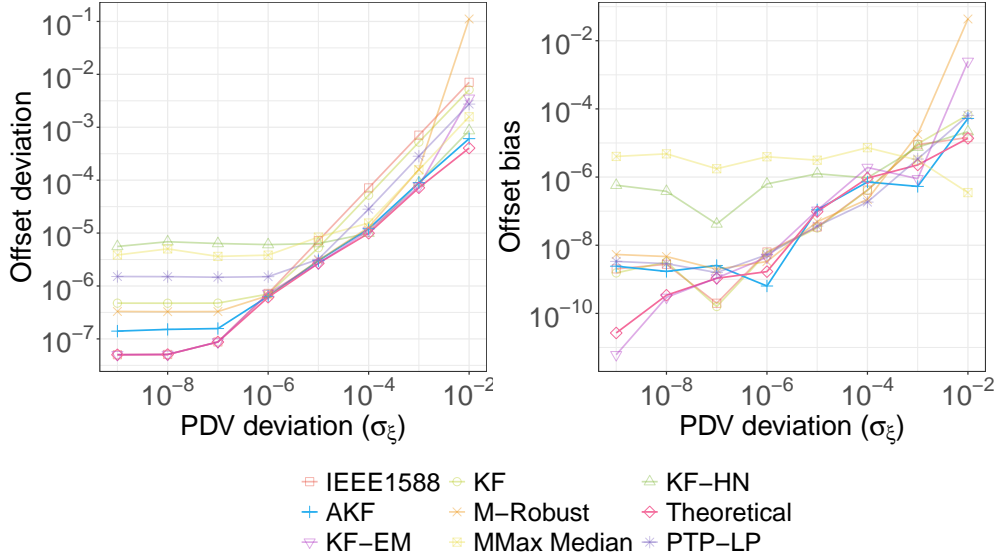 10⁻¹
10⁻²
10⁻³
10⁻⁴
10⁻⁵
10⁻⁶
10⁻⁷
Offset deviation
10⁻⁸ 10⁻⁶ 10⁻⁴ 10⁻²
PDV deviation (σξ)
10⁻²
10⁻⁴
10⁻⁶
10⁻⁸
10⁻¹⁰
Offset bias
10⁻⁸ 10⁻⁶ 10⁻⁴ 10⁻²
PDV deviation (σξ)
IEEE1588 KF KF−HN
AKF M−Robust Theoretical
KF−EM MMax Median PTP−LP